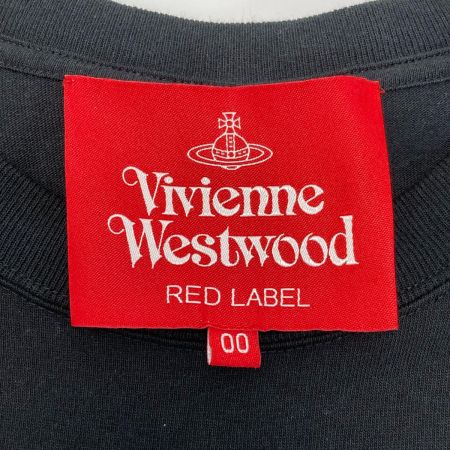 Vivienne
Westwood
RED LABEL
00